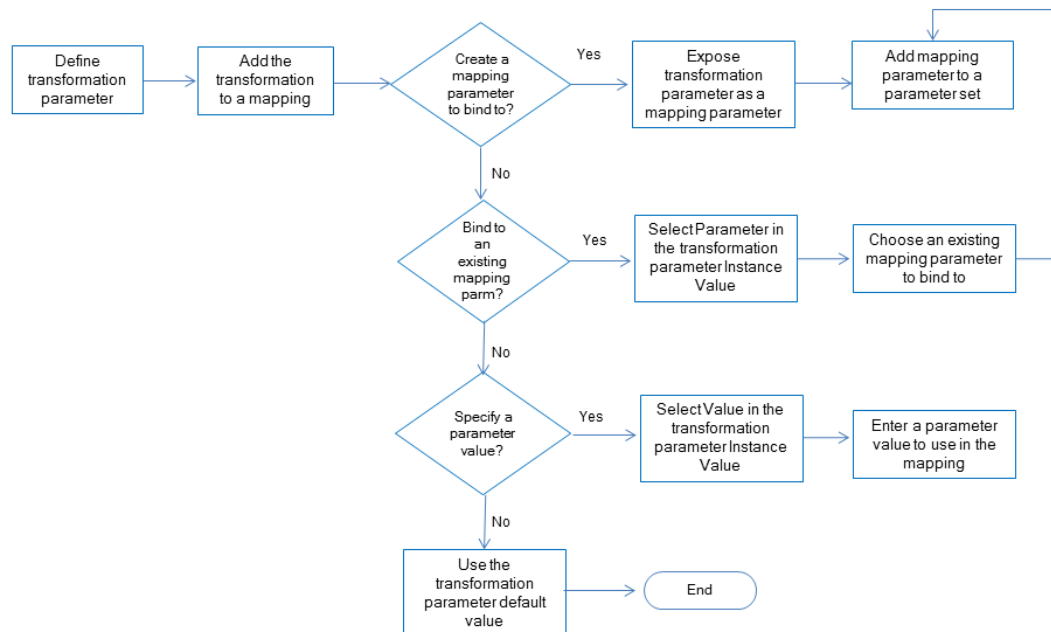 Define
transformation
parameter
Add the
transformation
to a mapping
Create a
mapping
parameter
to bind to?
Yes
Expose
transformation
parameter as a
mapping parameter
Add mapping
parameter to a
parameter set
No
Bind to
an
existing
mapping
parm?
Yes
Select Parameter in
the transformation
parameter Instance
Value
Choose an existing
mapping parameter
to bind to
No
Specify a
parameter
value?
Yes
Select Value in the
transformation
parameter Instance
Value
Enter a parameter
value to use in the
mapping
No
Use the
transformation
parameter default
value
End